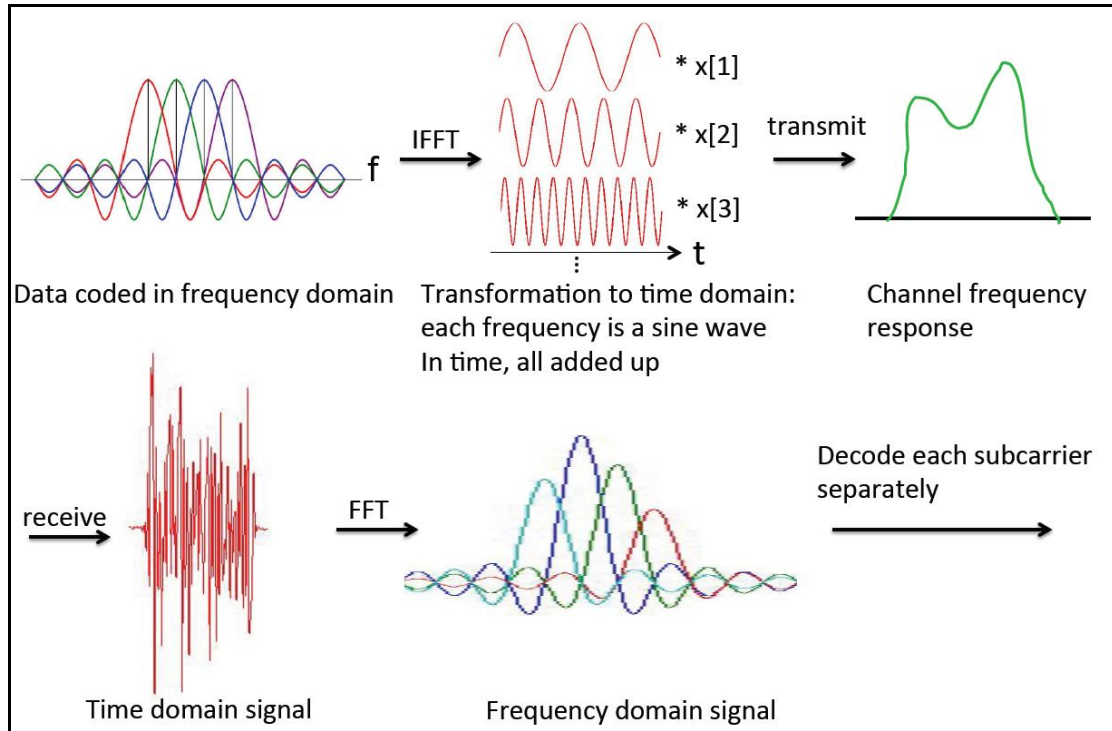 * x[1]
f
IFFT
* x[2]
transmit
* x[3]
t
⋮
Data coded in frequency domain
Transformation to time domain:
each frequency is a sine wave
In time, all added up
Channel frequency
response
receive
FFT
Decode each subcarrier
separately
Time domain signal
Frequency domain signal